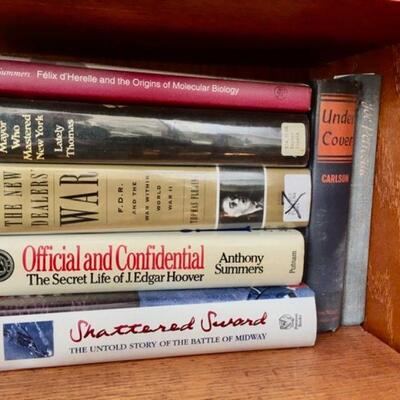 Summers Félix d'Herelle and the Origins of Molecular Biology
Mayor
Who
Mastered
New York
Lately
Thomas
THE NEW
DEALERS'
WAR
F.D.R.
AND THE
WAR WITHIN
WORLD
WAR II
Official and Confidential
The Secret Life of J. Edgar Hoover
Anthony
Summers
Putnam
Shattered Sword
THE UNTOLD STORY OF THE BATTLE OF MIDWAY
Under
Cover
CARLSON